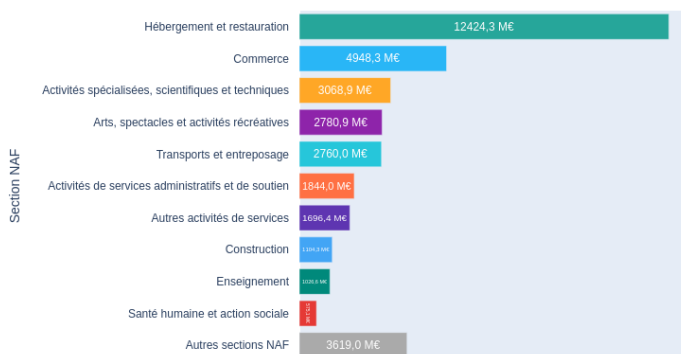 Section NAF
Hébergement et restauration 12424,3 M€
Commerce 4948,3 M€
Activités spécialisées, scientifiques et techniques 3068,9 M€
Arts, spectacles et activités récréatives 2780,9 M€
Transports et entreposage 2760,0 M€
Activités de services administratifs et de soutien 1844,0 M€
Autres activités de services 1696,4 M€
Construction M€
Enseignement M€
Santé humaine et action sociale M€
Autres sections NAF 3619,0 M€